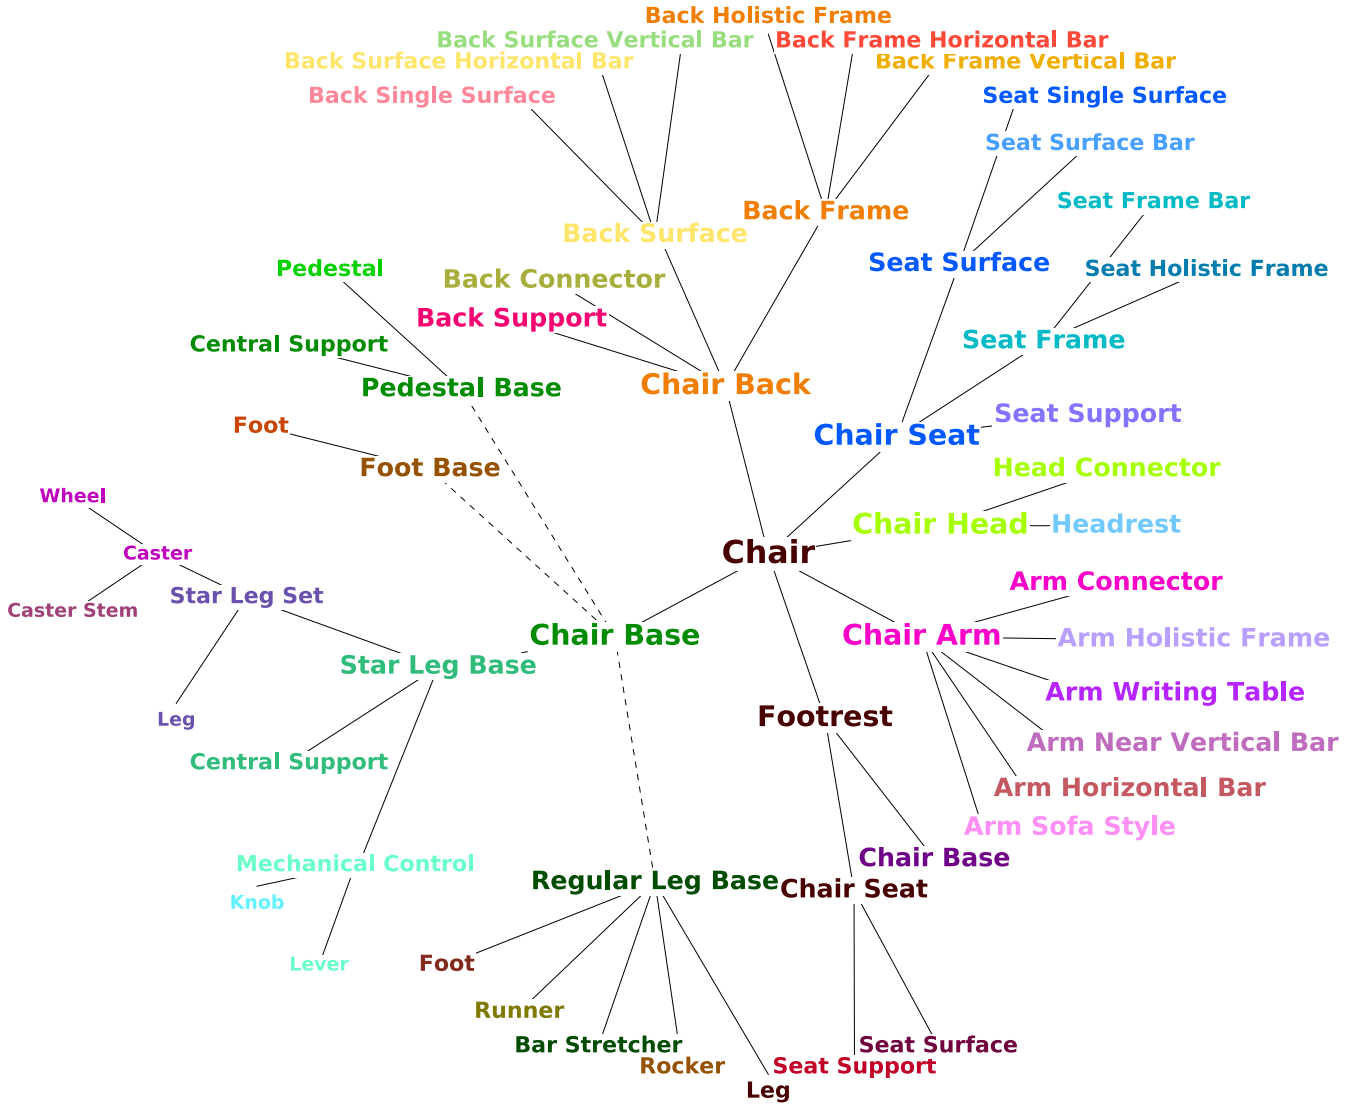 Back Holistic Frame
Back Surface Vertical Bar
Back Frame Horizontal Bar
Back Surface Horizontal Bar
Back Frame Vertical Bar
Back Single Surface
Seat Single Surface
Seat Surface Bar
Seat Frame Bar
Back Frame
Back Surface
Seat Surface
Pedestal
Seat Holistic Frame
Back Connector
Back Support
Central Support
Seat Frame
Chair Back
Pedestal Base
Seat Support
Foot
Chair Seat
Foot Base
Head Connector
Wheel
Chair Head
Headrest
Chair
Caster
Arm Connector
Star Leg Set
Caster Stem
Chair Base
Chair Arm
Arm Holistic Frame
Star Leg Base
Arm Writing Table
Footrest
Leg
Arm Near Vertical Bar
Central Support
Arm Horizontal Bar
Arm Sofa Style
Chair Base
Mechanical Control
Regular Leg Base
Chair Seat
Knob
Lever
Foot
Runner
Bar Stretcher
Seat Surface
Rocker
Seat Support
Leg